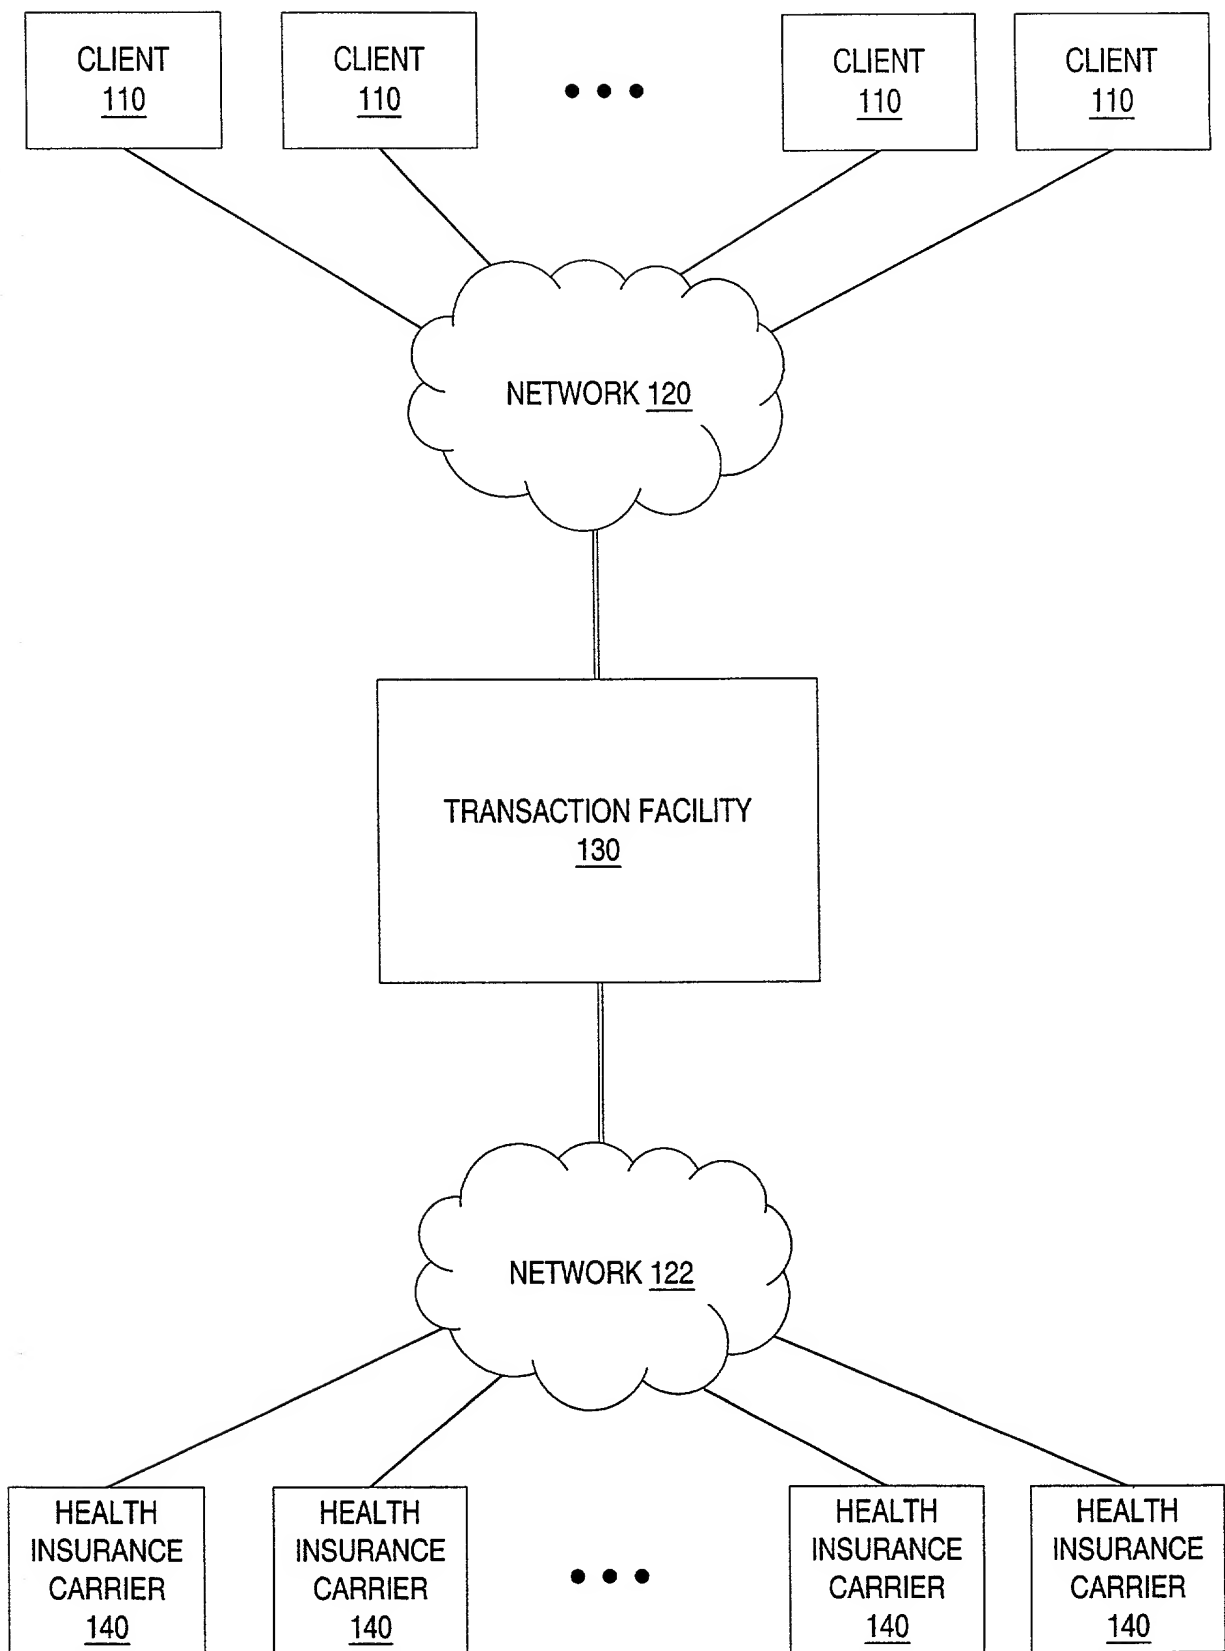 CLIENT
110
CLIENT
110
CLIENT
110
CLIENT
110
NETWORK 120
TRANSACTION FACILITY
130
NETWORK 122
HEALTH
INSURANCE
CARRIER
140
HEALTH
INSURANCE
CARRIER
140
HEALTH
INSURANCE
CARRIER
140
HEALTH
INSURANCE
CARRIER
140